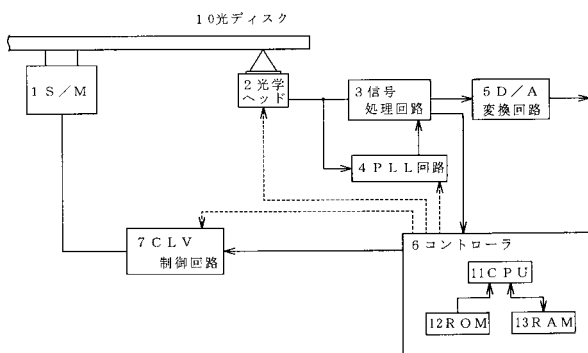 10光ディスク
1S/M
2光学
ヘッド
3信号
処理回路
5D/A
変換回路
4PLL回路
7CLV
制御回路
6コントローラ
11CPU
12ROM
13RAM